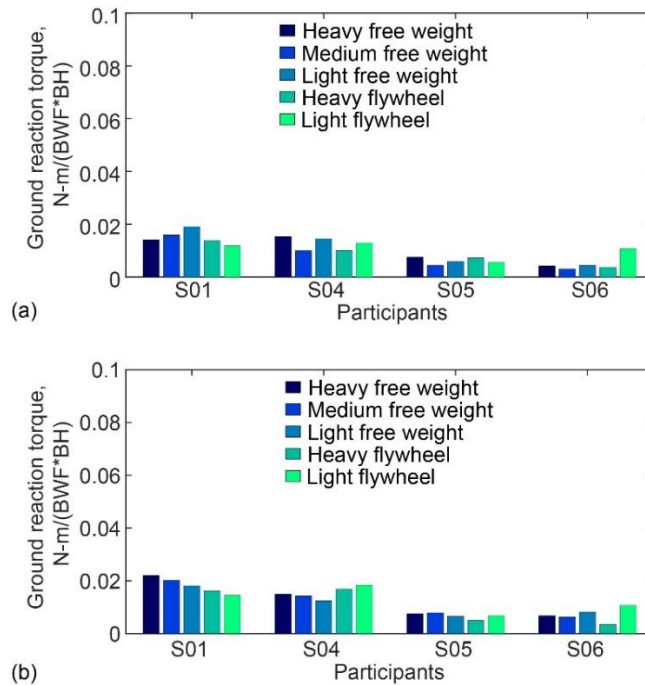 0.1
Heavy free weight
Medium free weight
0.08
Light free weight
Heavy flywheel
0.06
Light flywheel
Ground reaction torque,
N-m/(BWF*BH)
0.04
0.02
0
S01 S04 S05 S06
(a)
Participants
0.1
Heavy free weight
Medium free weight
0.08
Light free weight
Heavy flywheel
0.06
Light flywheel
Ground reaction torque,
N-m/(BWF*BH)
0.04
0.02
0
S01 S04 S05 S06
(b)
Participants